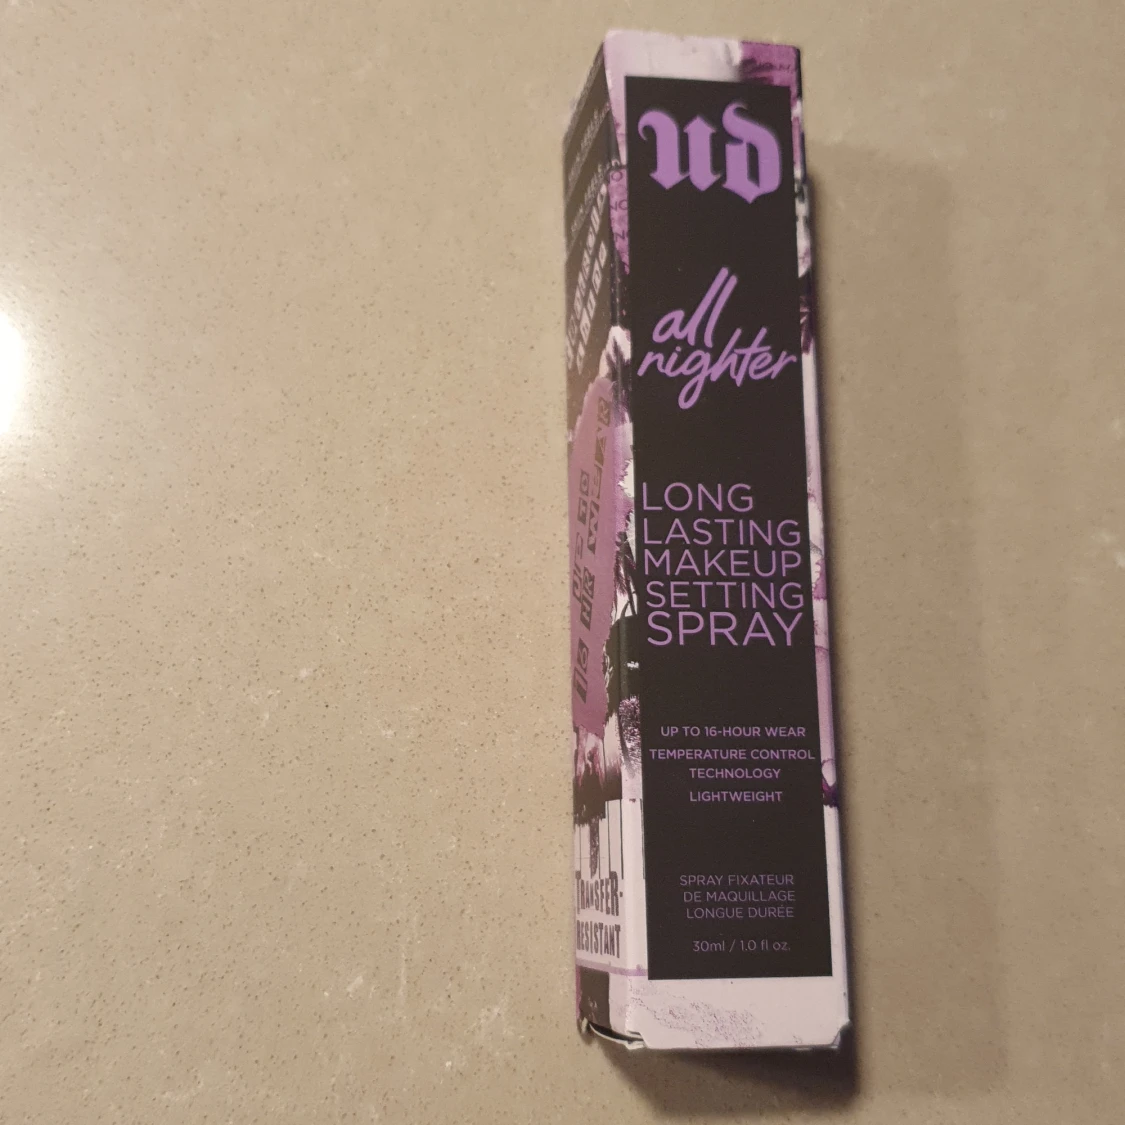 ud
all
nighter
LONG
LASTING
MAKEUP
SETTING
SPRAY
UP TO 16-HOUR WEAR
TEMPERATURE CONTROL
TECHNOLOGY
LIGHTWEIGHT
SPRAY FIXATEUR
DE MAQUILLAGE
LONGUE DURÉE
30ml / 1.0 fl oz.
TRANSFER-
RESISTANT